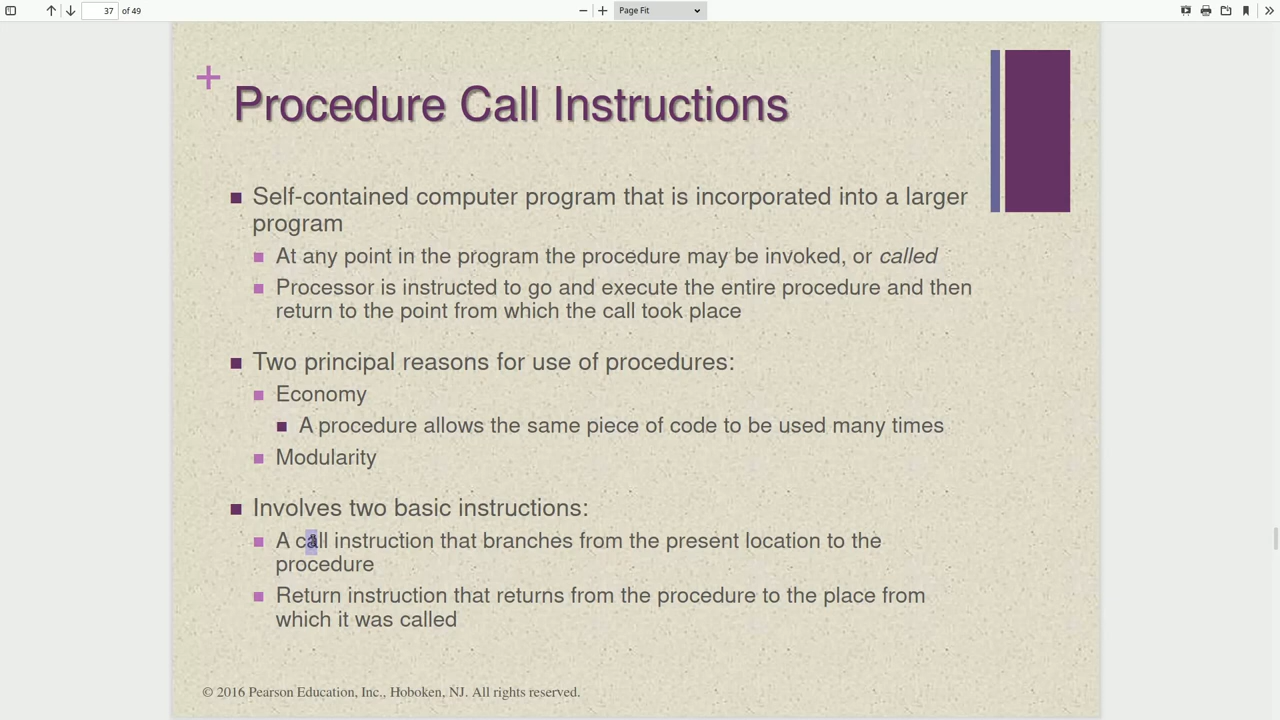 37 of 49
Page Fit
+
Procedure Call Instructions
Self-contained computer program that is incorporated into a larger
program
At any point in the program the procedure may be invoked, or called
Processor is instructed to go and execute the entire procedure and then
return to the point from which the call took place
Two principal reasons for use of procedures:
Economy
A procedure allows the same piece of code to be used many times
Modularity
Involves two basic instructions:
A call instruction that branches from the present location to the
procedure
Return instruction that returns from the procedure to the place from
which it was called
© 2016 Pearson Education, Inc., Hoboken, NJ. All rights reserved.